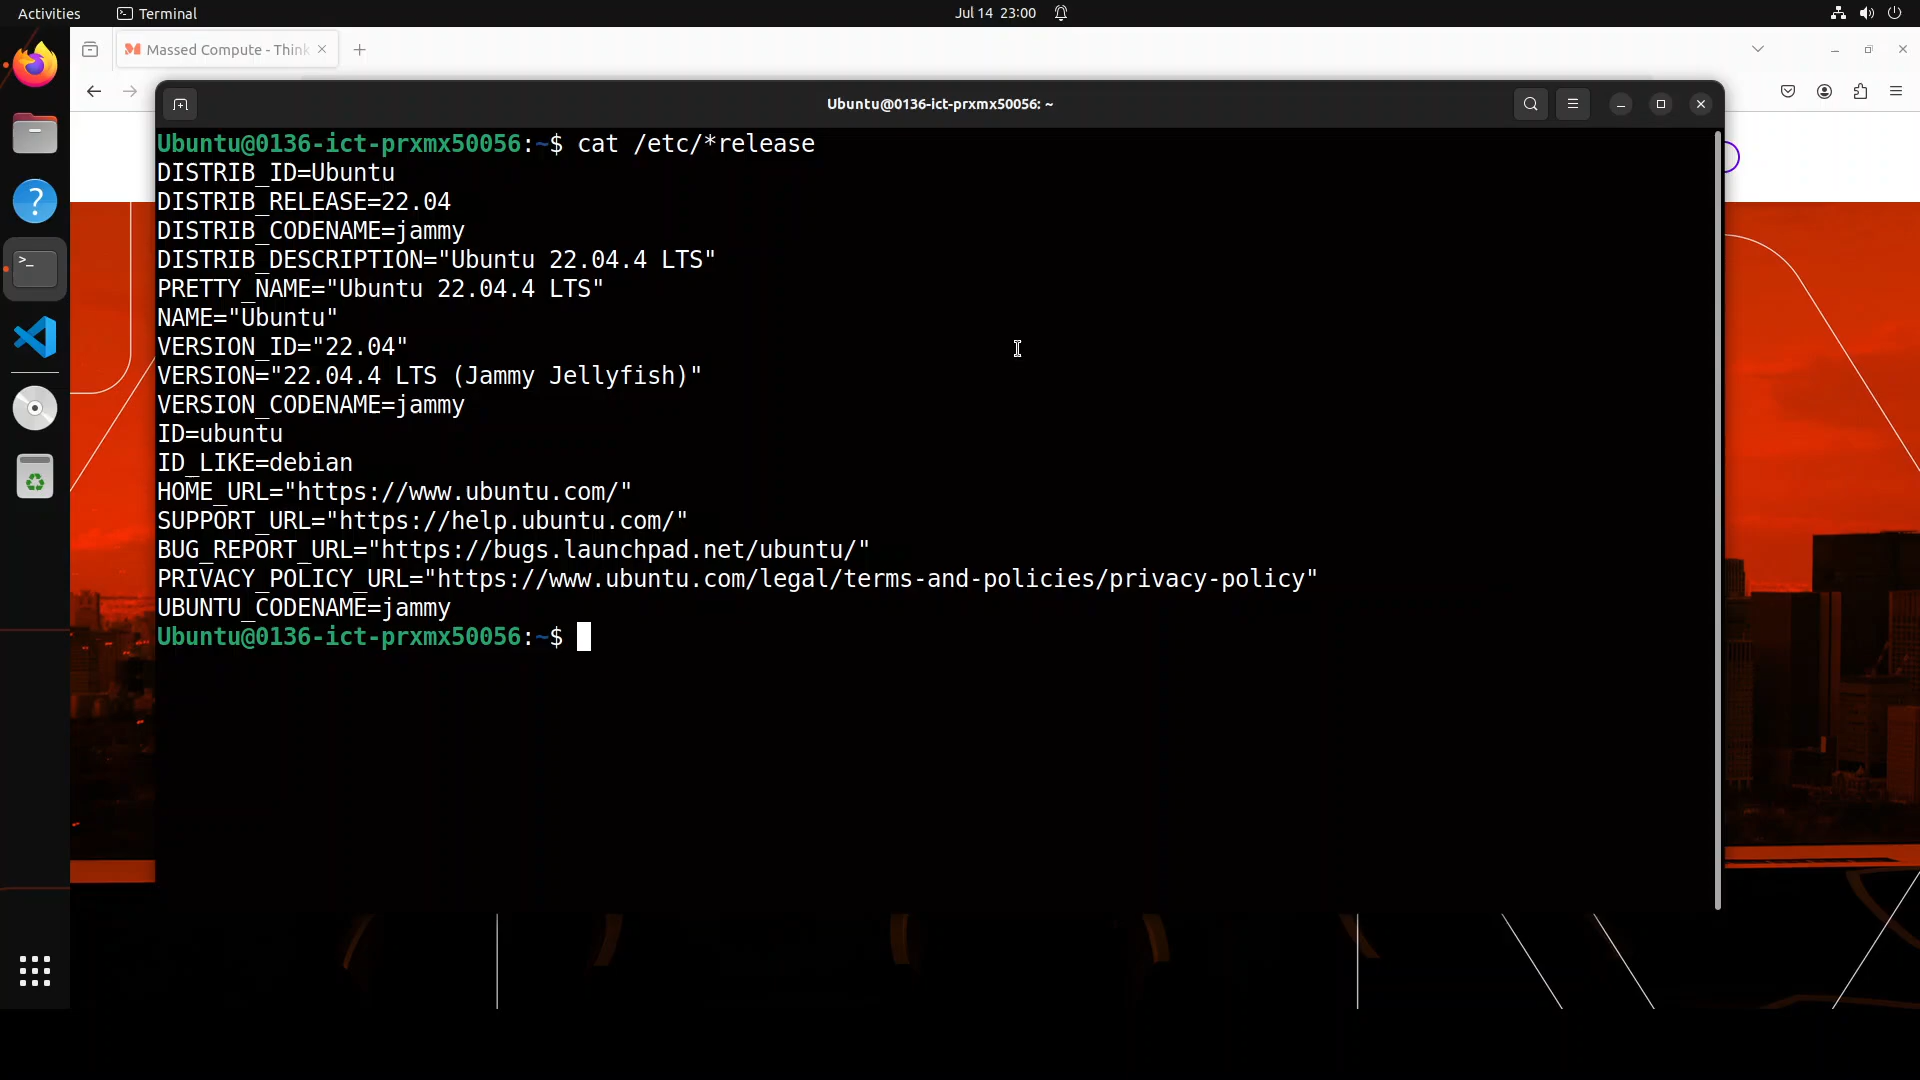 Activities
Terminal
Jul 14 23:00
Massed Compute - Think
Ubuntu@0136-ict-prxmx50056: ~
Ubuntu@0136-ict-prxmx50056:~$ cat /etc/*release
DISTRIB_ID=Ubuntu
DISTRIB_RELEASE=22.04
DISTRIB_CODENAME=jammy
DISTRIB_DESCRIPTION="Ubuntu 22.04.4 LTS"
PRETTY_NAME="Ubuntu 22.04.4 LTS"
NAME="Ubuntu"
VERSION_ID="22.04"
VERSION="22.04.4 LTS (Jammy Jellyfish)"
VERSION_CODENAME=jammy
ID=ubuntu
ID_LIKE=debian
HOME_URL="https://www.ubuntu.com/"
SUPPORT_URL="https://help.ubuntu.com/"
BUG_REPORT_URL="https://bugs.launchpad.net/ubuntu/"
PRIVACY_POLICY_URL="https://www.ubuntu.com/legal/terms-and-policies/privacy-policy"
UBUNTU_CODENAME=jammy
Ubuntu@0136-ict-prxmx50056:~$